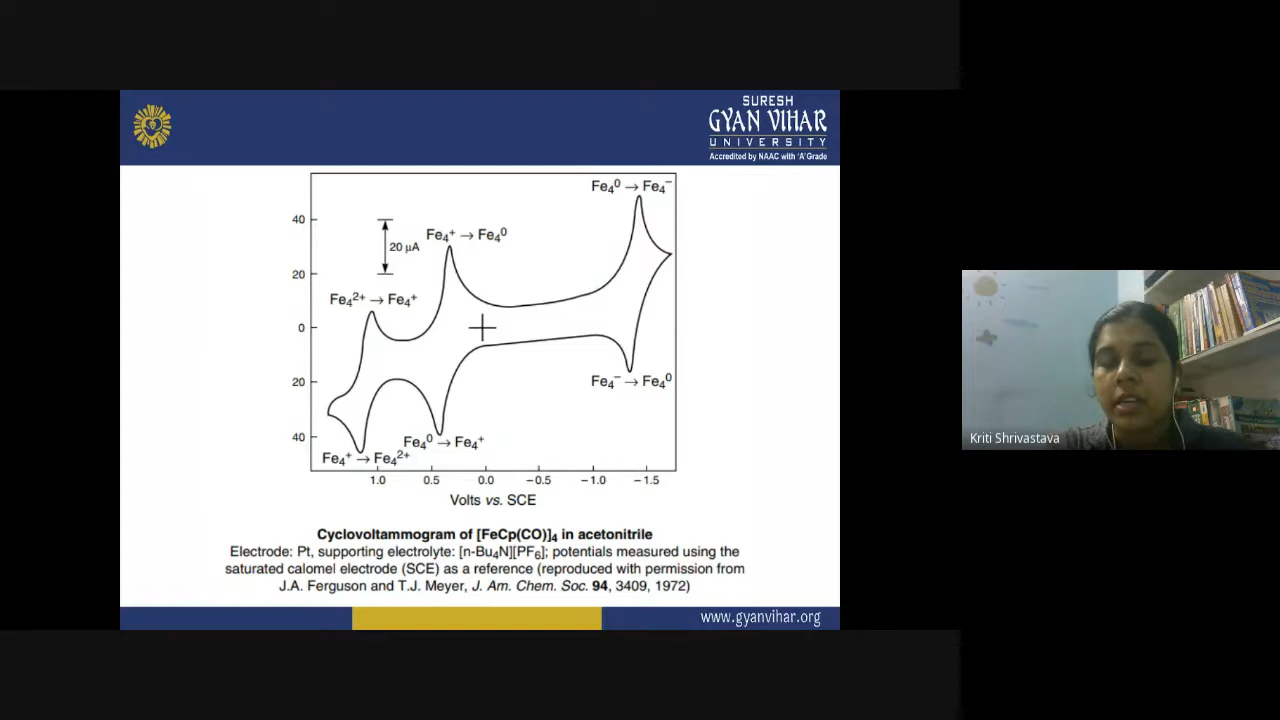 SURESH
GYAN VIHAR
UNIVERSITY
Accredited by NAAC with 'A' Grade
Fe₄⁰ → Fe₄⁻
40
20 μA
Fe₄⁺ → Fe₄⁰
20
Fe₄²⁺ → Fe₄⁺
0
20
Fe₄⁻ → Fe₄⁰
40
Fe₄⁰ → Fe₄⁺
Fe₄⁺ → Fe₄²⁺
1.0 0.5 0.0 −0.5 −1.0 −1.5
Volts vs. SCE
Cyclovoltammogram of [FeCp(CO)]₄ in acetonitrile
Electrode: Pt, supporting electrolyte: [n-Bu₄N][PF₆]; potentials measured using the
saturated calomel electrode (SCE) as a reference (reproduced with permission from
J.A. Ferguson and T.J. Meyer, J. Am. Chem. Soc. 94, 3409, 1972)
www.gyanvihar.org
Kriti Shrivastava